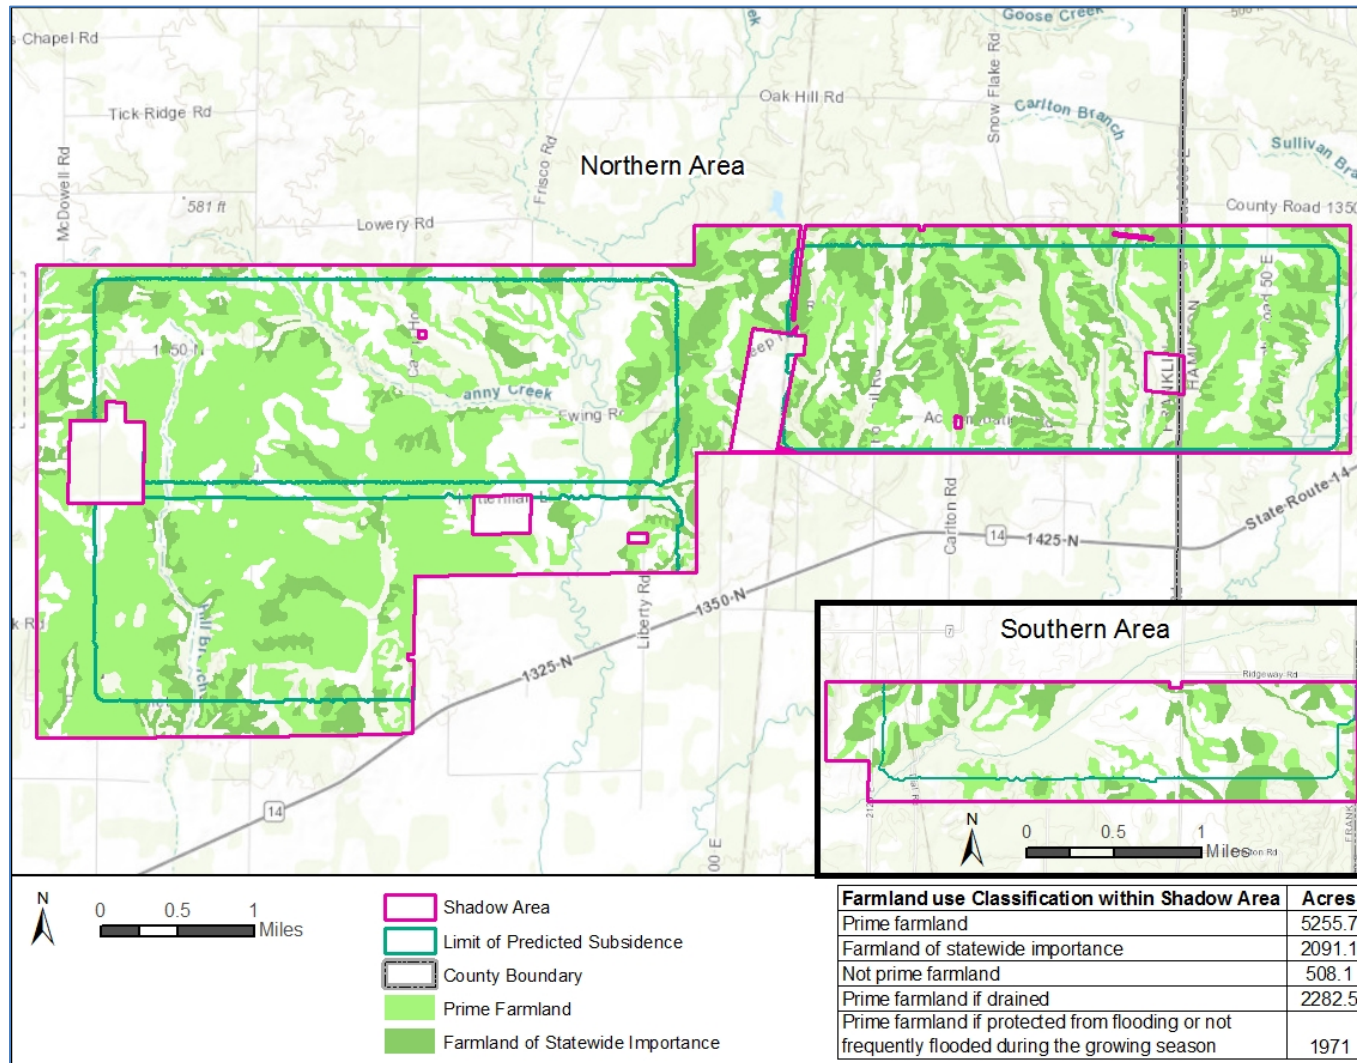 Goose Creek
s Chapel Rd
Tick Ridge Rd
Oak Hill Rd
Snow Flake Rd
Carlton Branch
Sullivan Bra
McDowell Rd
Frisco Rd
Northern Area
581 ft
Lowery Rd
County Road 1350
Ewing Rd
Carlton Rd
14
1425-N
State-Route-14
1350-N
Liberty Rd
1325-N
14
00 E
Southern Area
7
Ridgeway Rd
N
0 0.5 1
Miles
N
0 0.5 1
Miles
Shadow Area
Limit of Predicted Subsidence
County Boundary
Prime Farmland
Farmland of Statewide Importance
Farmland use Classification within Shadow Area Acres
Prime farmland 5255.7
Farmland of statewide importance 2091.1
Not prime farmland 508.1
Prime farmland if drained 2282.5
Prime farmland if protected from flooding or not
frequently flooded during the growing season 1971